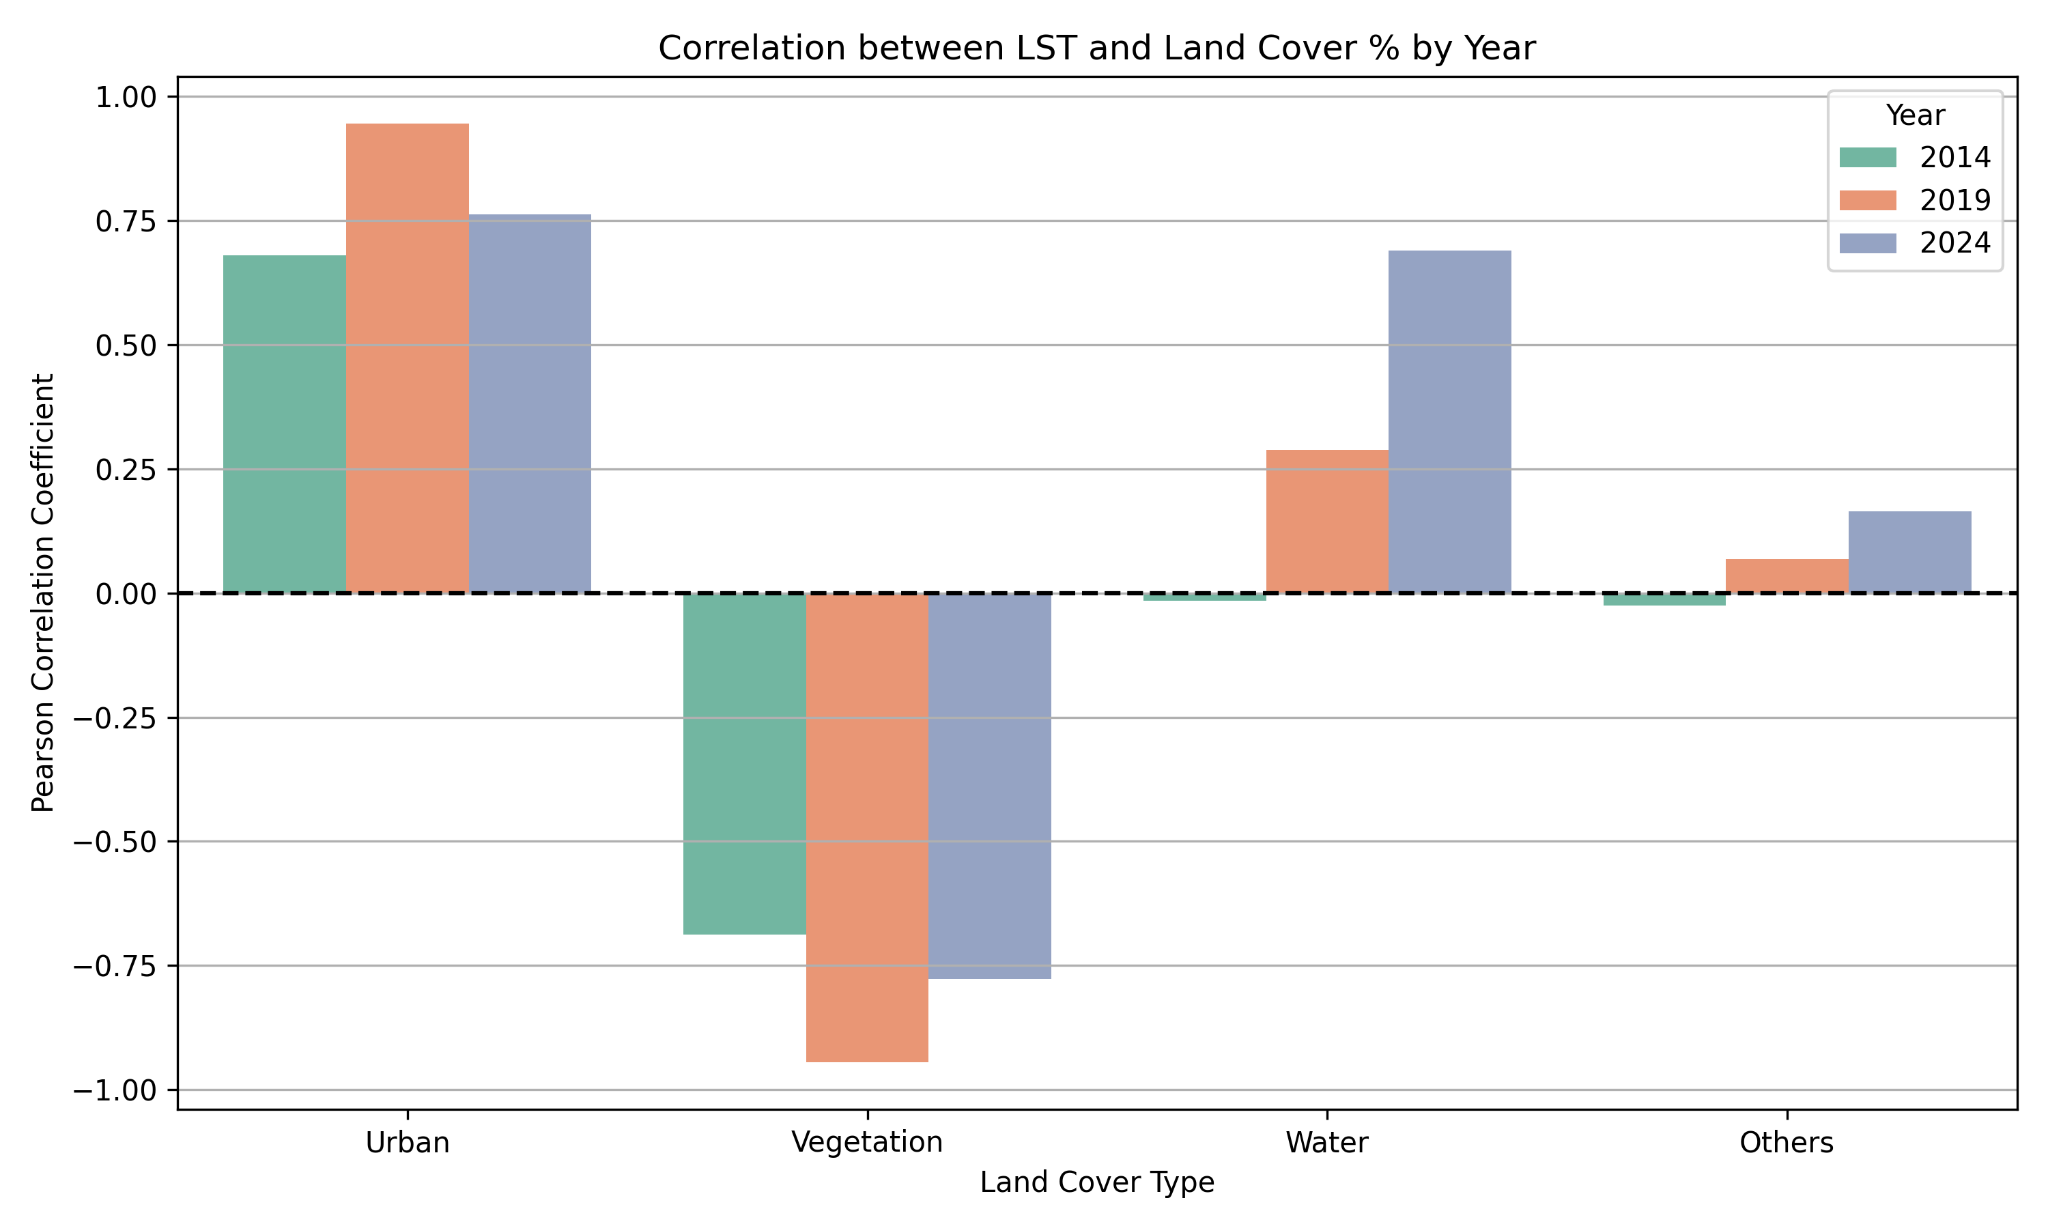 Correlation between LST and Land Cover % by Year
1.00
0.75
0.50
0.25
0.00
−0.25
−0.50
−0.75
−1.00
Pearson Correlation Coefficient
Year
2014
2019
2024
Urban
Vegetation
Water
Others
Land Cover Type